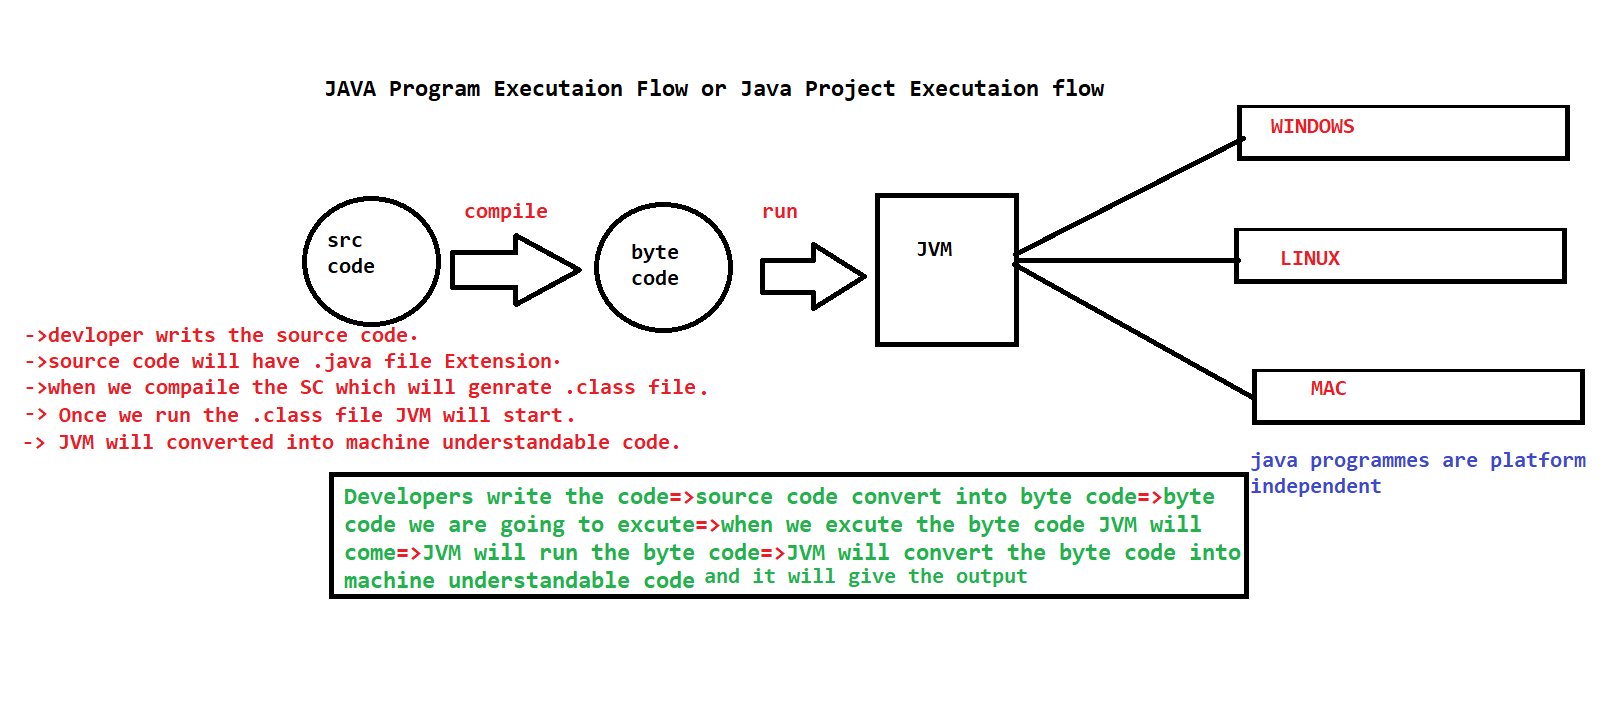 JAVA Program Executaion Flow or Java Project Executaion flow
WINDOWS
compile
run
src
code
byte
code
JVM
LINUX
->devloper writs the source code.
->source code will have .java file Extension.
->when we compaile the SC which will genrate .class file.
-> Once we run the .class file JVM will start.
-> JVM will converted into machine understandable code.
MAC
java programmes are platform
independent
Developers write the code=>source code convert into byte code=>byte
code we are going to excute=>when we excute the byte code JVM will
come=>JVM will run the byte code=>JVM will convert the byte code into
machine understandable code and it will give the output